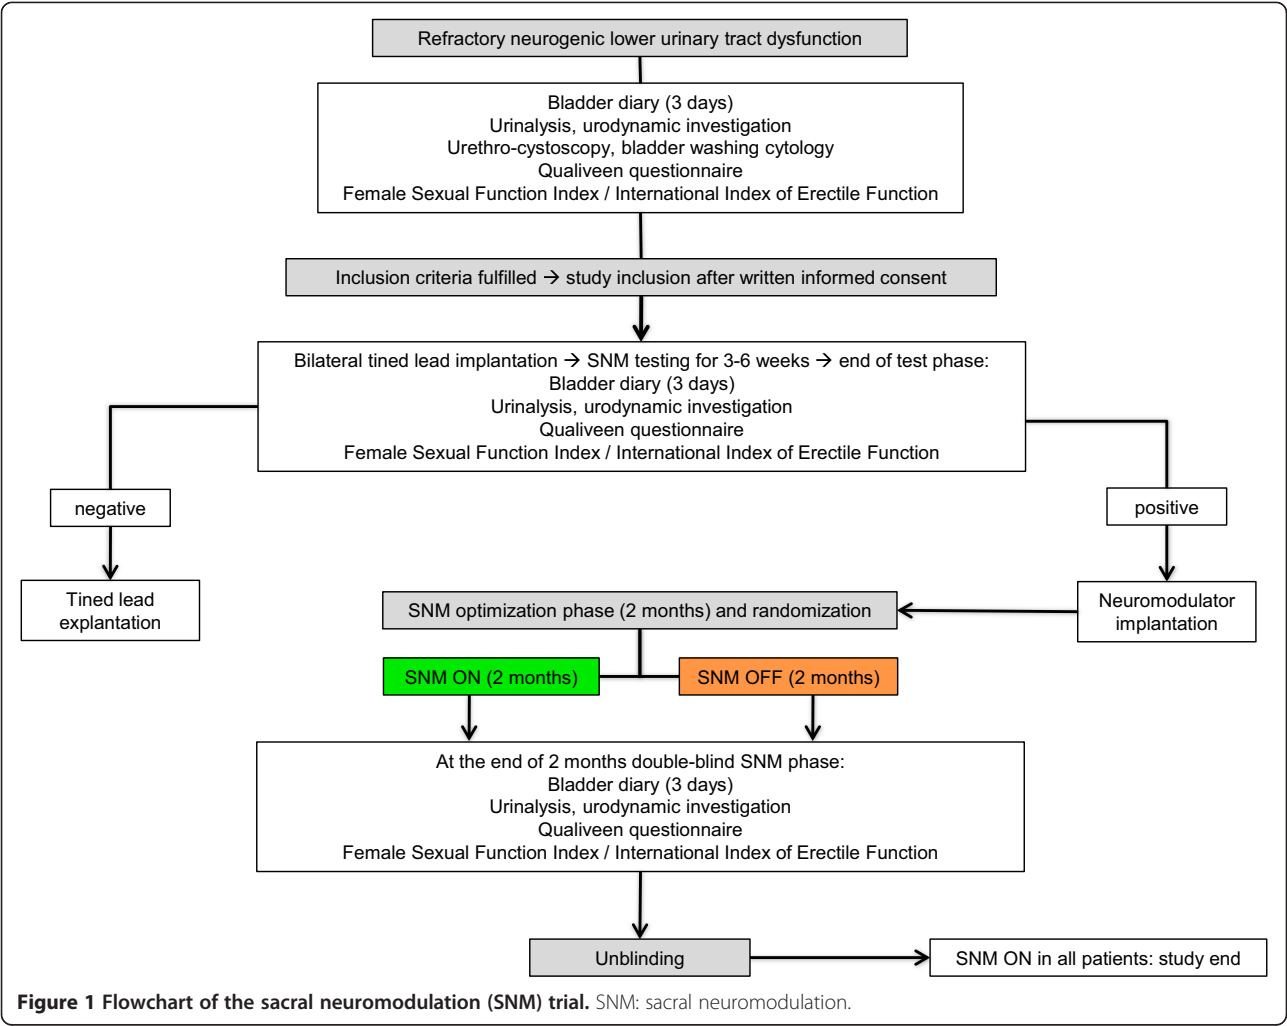 Refractory neurogenic lower urinary tract dysfunction
Bladder diary (3 days)
Urinalysis, urodynamic investigation
Urethro-cystoscopy, bladder washing cytology
Qualiveen questionnaire
Female Sexual Function Index / International Index of Erectile Function
Inclusion criteria fulfilled → study inclusion after written informed consent
Bilateral tined lead implantation → SNM testing for 3-6 weeks → end of test phase:
Bladder diary (3 days)
Urinalysis, urodynamic investigation
Qualiveen questionnaire
Female Sexual Function Index / International Index of Erectile Function
negative
positive
Tined lead
explantation
Neuromodulator
implantation
SNM optimization phase (2 months) and randomization
SNM ON (2 months)
SNM OFF (2 months)
At the end of 2 months double-blind SNM phase:
Bladder diary (3 days)
Urinalysis, urodynamic investigation
Qualiveen questionnaire
Female Sexual Function Index / International Index of Erectile Function
Unblinding
SNM ON in all patients: study end
Figure 1 Flowchart of the sacral neuromodulation (SNM) trial. SNM: sacral neuromodulation.